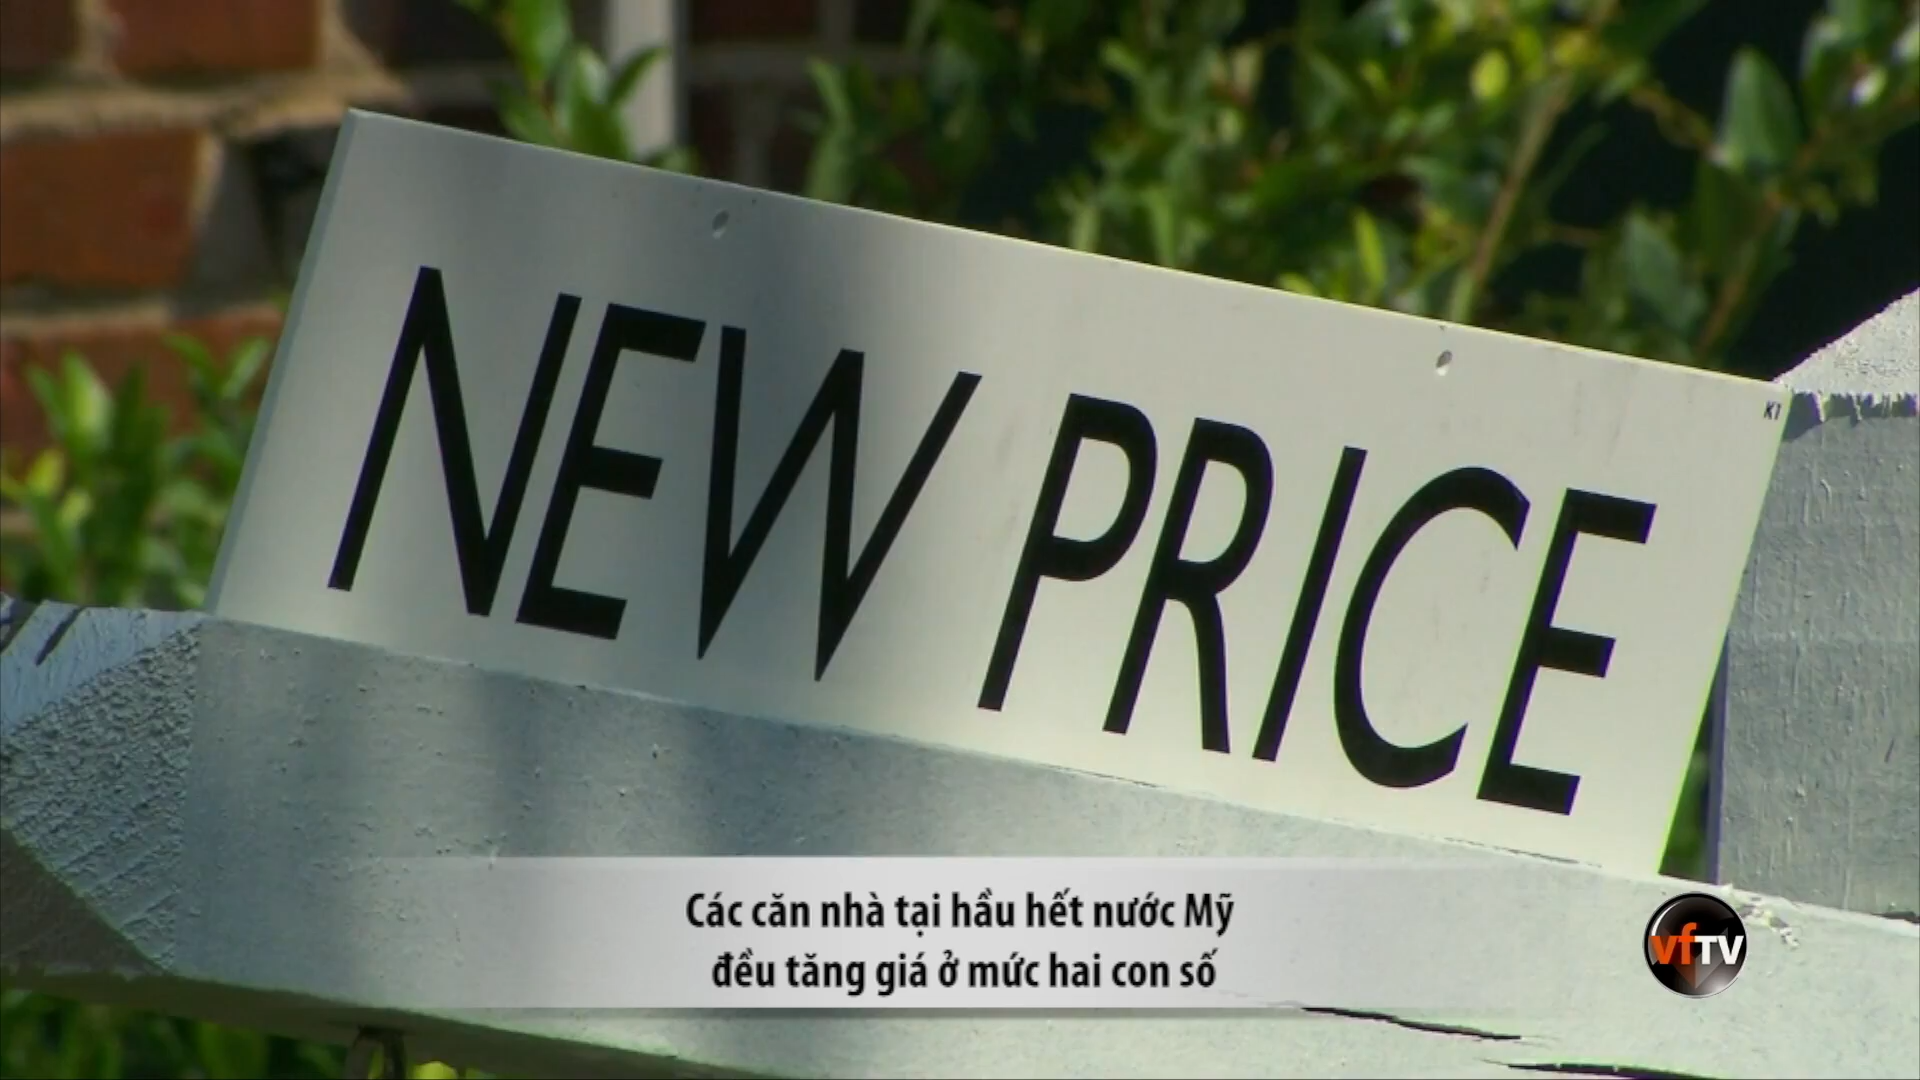 NEW PRICE
K1
Các căn nhà tại hầu hết nước Mỹ
đều tăng giá ở mức hai con số
vfTV